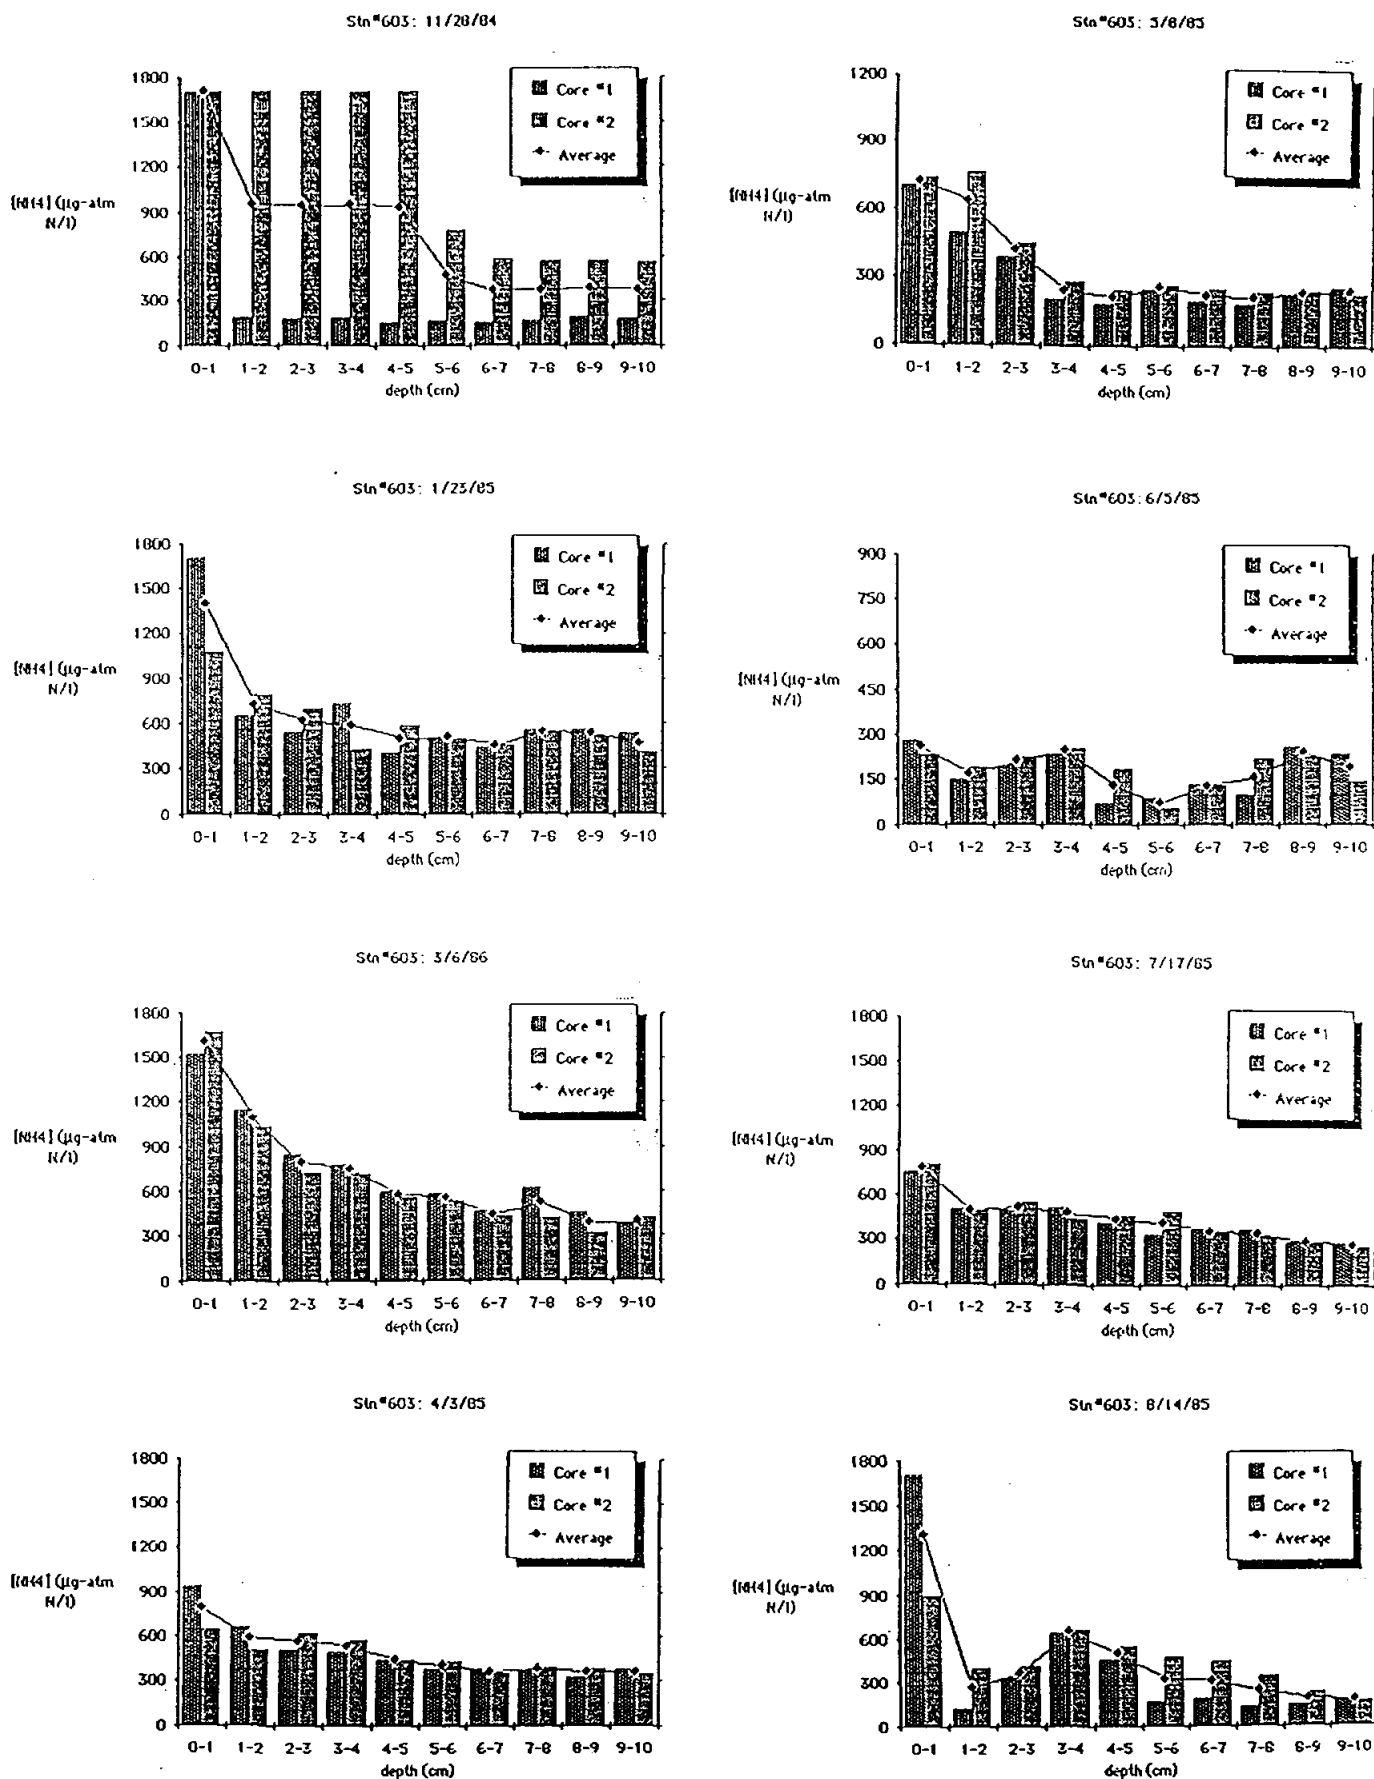 Stn#603: 11/28/84
1800
1500
1200
900
600
300
0
[NH4] (µg-atm
N/l)
Core #1
Core #2
Average
0-1 1-2 2-3 3-4 4-5 5-6 6-7 7-8 8-9 9-10
depth (cm)
Stn#603: 5/8/85
1200
900
600
300
0
[NH4] (µg-atm
N/l)
Core #1
Core #2
Average
0-1 1-2 2-3 3-4 4-5 5-6 6-7 7-8 8-9 9-10
depth (cm)
Stn#603: 1/23/85
1800
1500
1200
900
600
300
0
[NH4] (µg-atm
N/l)
Core #1
Core #2
Average
0-1 1-2 2-3 3-4 4-5 5-6 6-7 7-8 8-9 9-10
depth (cm)
Stn#603: 6/5/85
900
750
600
450
300
150
0
[NH4] (µg-atm
N/l)
Core #1
Core #2
Average
0-1 1-2 2-3 3-4 4-5 5-6 6-7 7-8 8-9 9-10
depth (cm)
Stn#603: 3/6/86
1800
1500
1200
900
600
300
0
[NH4] (µg-atm
N/l)
Core #1
Core #2
Average
0-1 1-2 2-3 3-4 4-5 5-6 6-7 7-8 8-9 9-10
depth (cm)
Stn#603: 7/17/85
1800
1500
1200
900
600
300
0
[NH4] (µg-atm
N/l)
Core #1
Core #2
Average
0-1 1-2 2-3 3-4 4-5 5-6 6-7 7-8 8-9 9-10
depth (cm)
Stn#603: 4/3/85
1800
1500
1200
900
600
300
0
[NH4] (µg-atm
N/l)
Core #1
Core #2
Average
0-1 1-2 2-3 3-4 4-5 5-6 6-7 7-8 8-9 9-10
depth (cm)
Stn#603: 8/14/85
1800
1500
1200
900
600
300
0
[NH4] (µg-atm
N/l)
Core #1
Core #2
Average
0-1 1-2 2-3 3-4 4-5 5-6 6-7 7-8 8-9 9-10
depth (cm)